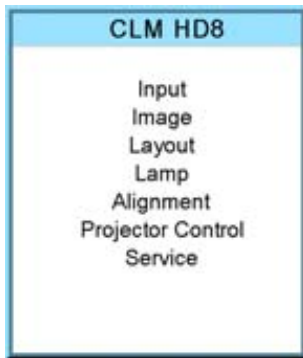 CLM HD8
Input
Image
Layout
Lamp
Alignment
Projector Control
Service